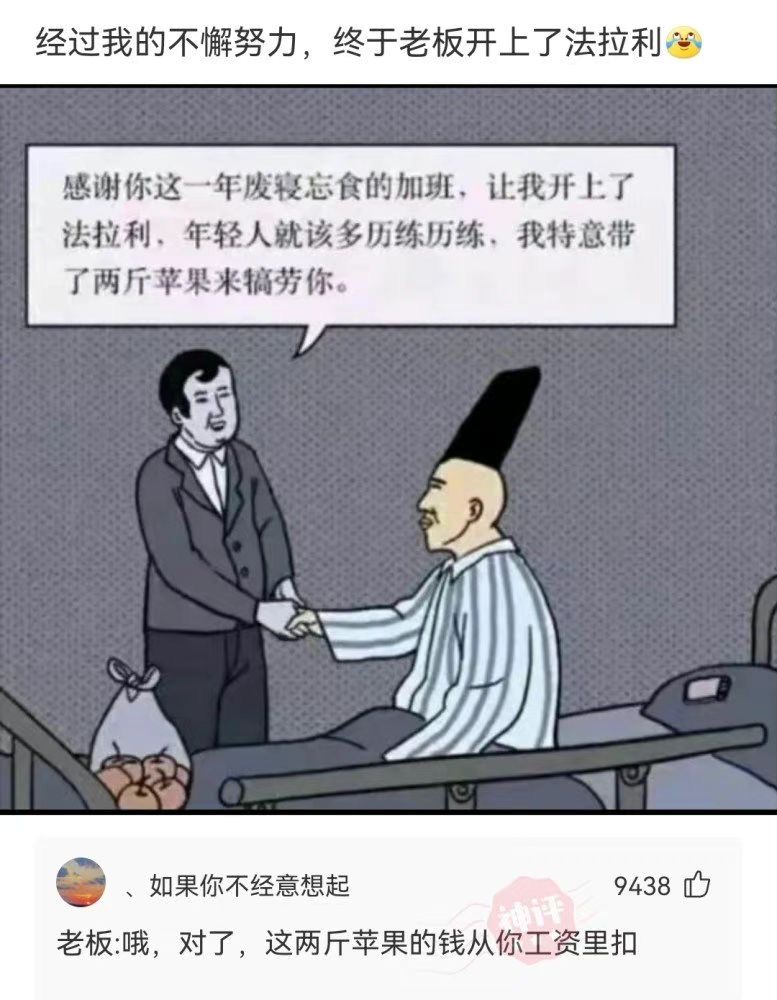 经过我的不懈努力，终于老板开上了法拉利😂
感谢你这一年废寝忘食的加班，让我开上了
法拉利，年轻人就该多历练历练，我特意带
了两斤苹果来犒劳你。
、如果你不经意想起
9438
神评
老板:哦，对了，这两斤苹果的钱从你工资里扣